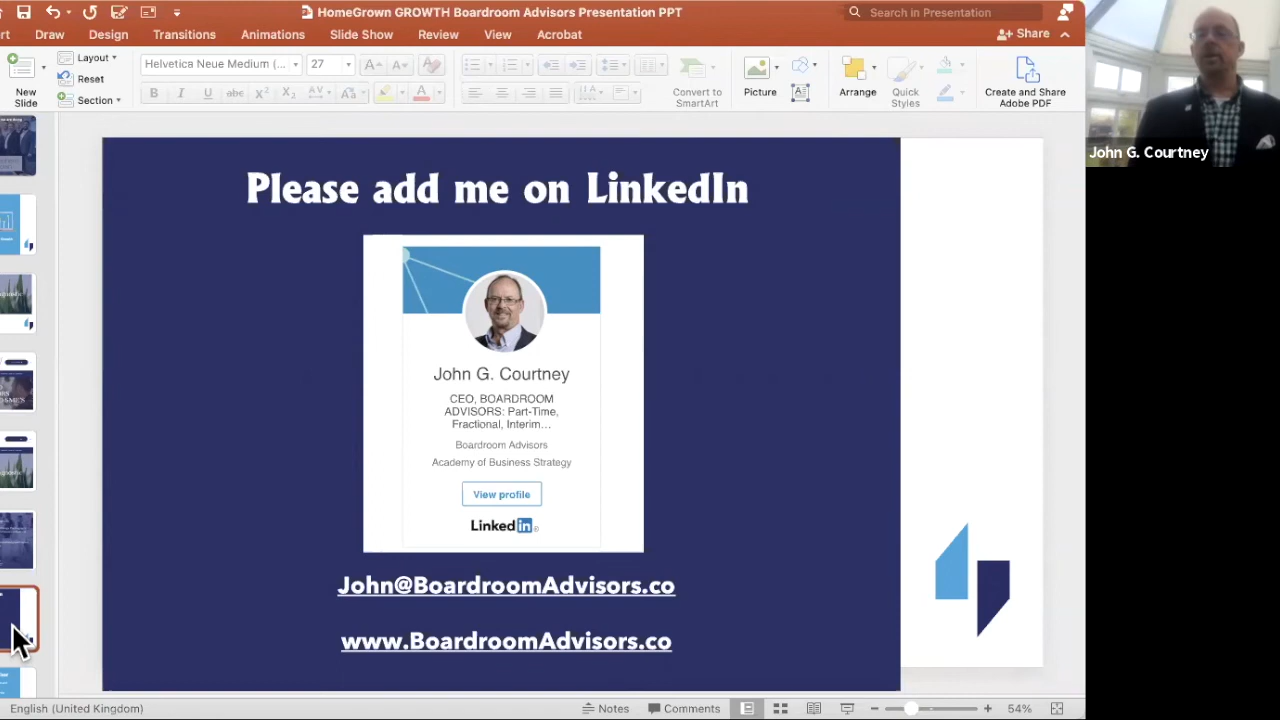 HomeGrown GROWTH Boardroom Advisors Presentation PPT
Search in Presentation
Draw
Design
Transitions
Animations
Slide Show
Review
View
Acrobat
Share
New
Slide
Layout
Reset
Section
Helvetica Neue Medium (...
27
Convert to
SmartArt
Picture
Arrange
Quick
Styles
Create and Share
Adobe PDF
John G. Courtney
Please add me on LinkedIn
John G. Courtney
CEO, BOARDROOM
ADVISORS: Part-Time,
Fractional, Interim...
Boardroom Advisors
Academy of Business Strategy
View profile
Linked in
John@BoardroomAdvisors.co
www.BoardroomAdvisors.co
English (United Kingdom)
Notes
Comments
54%